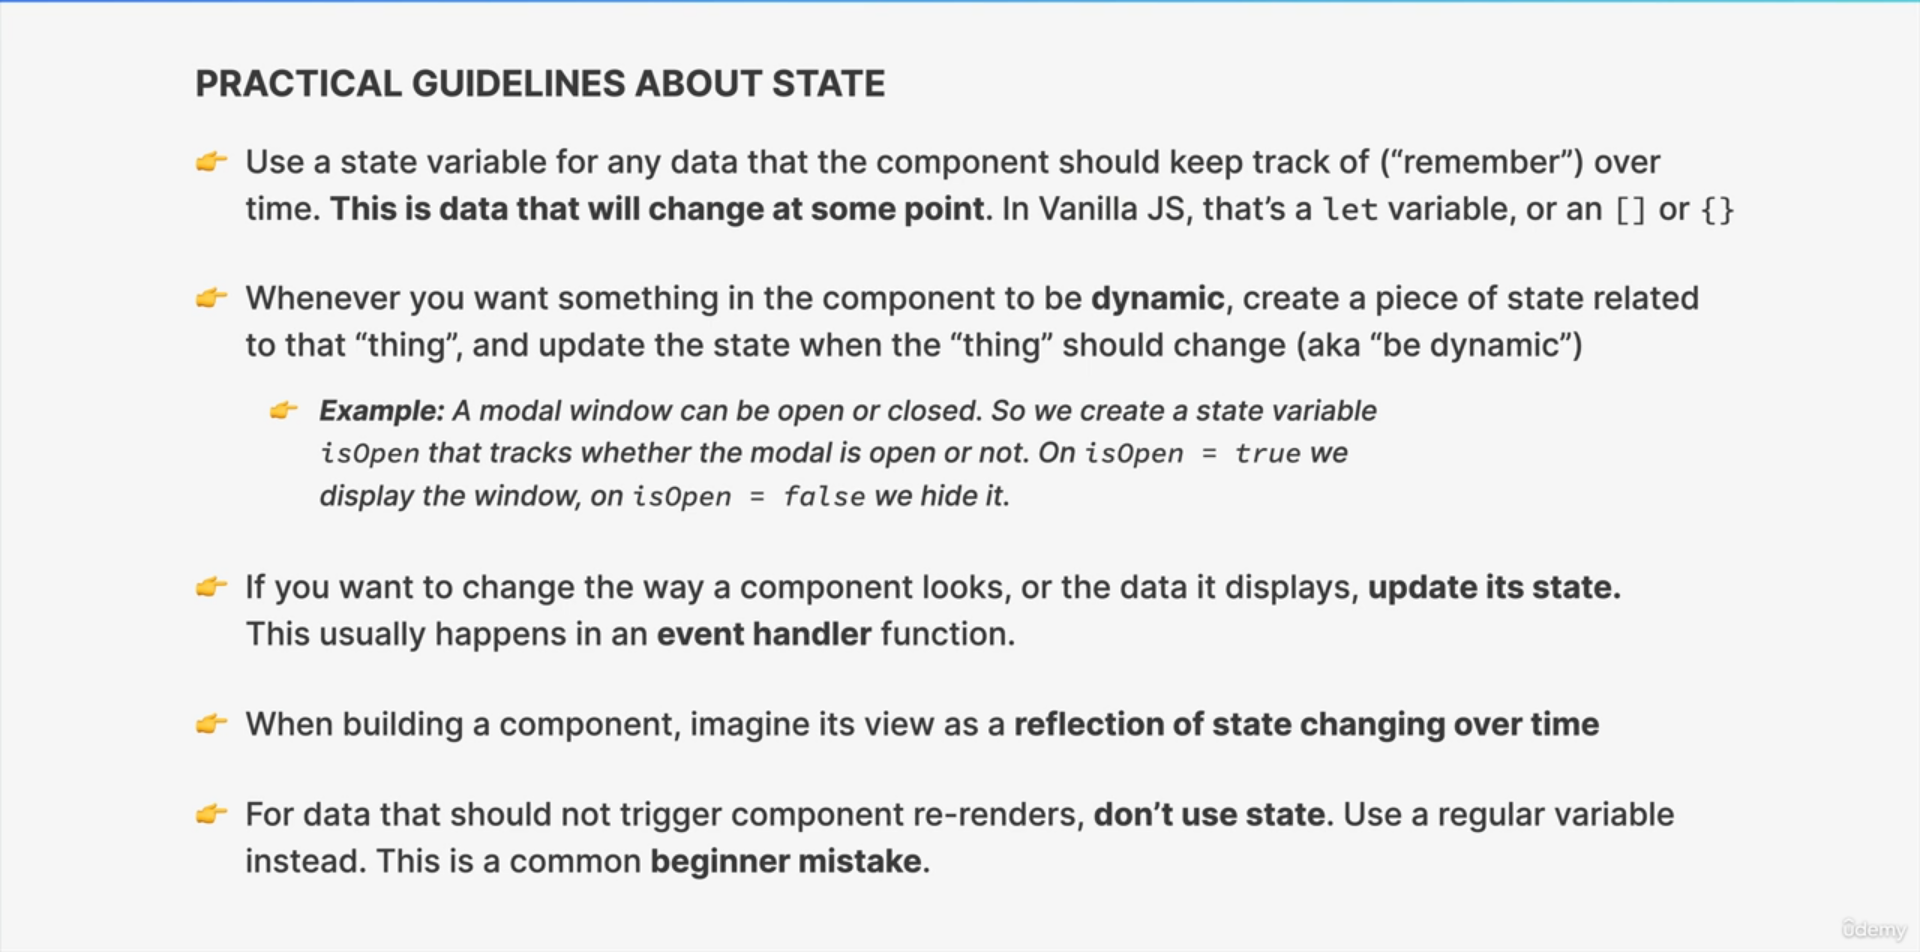 PRACTICAL GUIDELINES ABOUT STATE
👉 Use a state variable for any data that the component should keep track of (“remember”) over
time. This is data that will change at some point. In Vanilla JS, that’s a let variable, or an [] or {}
👉 Whenever you want something in the component to be dynamic, create a piece of state related
to that “thing”, and update the state when the “thing” should change (aka “be dynamic”)
👉 Example: A modal window can be open or closed. So we create a state variable
isOpen that tracks whether the modal is open or not. On isOpen = true we
display the window, on isOpen = false we hide it.
👉 If you want to change the way a component looks, or the data it displays, update its state.
This usually happens in an event handler function.
👉 When building a component, imagine its view as a reflection of state changing over time
👉 For data that should not trigger component re-renders, don’t use state. Use a regular variable
instead. This is a common beginner mistake.
ûdemy